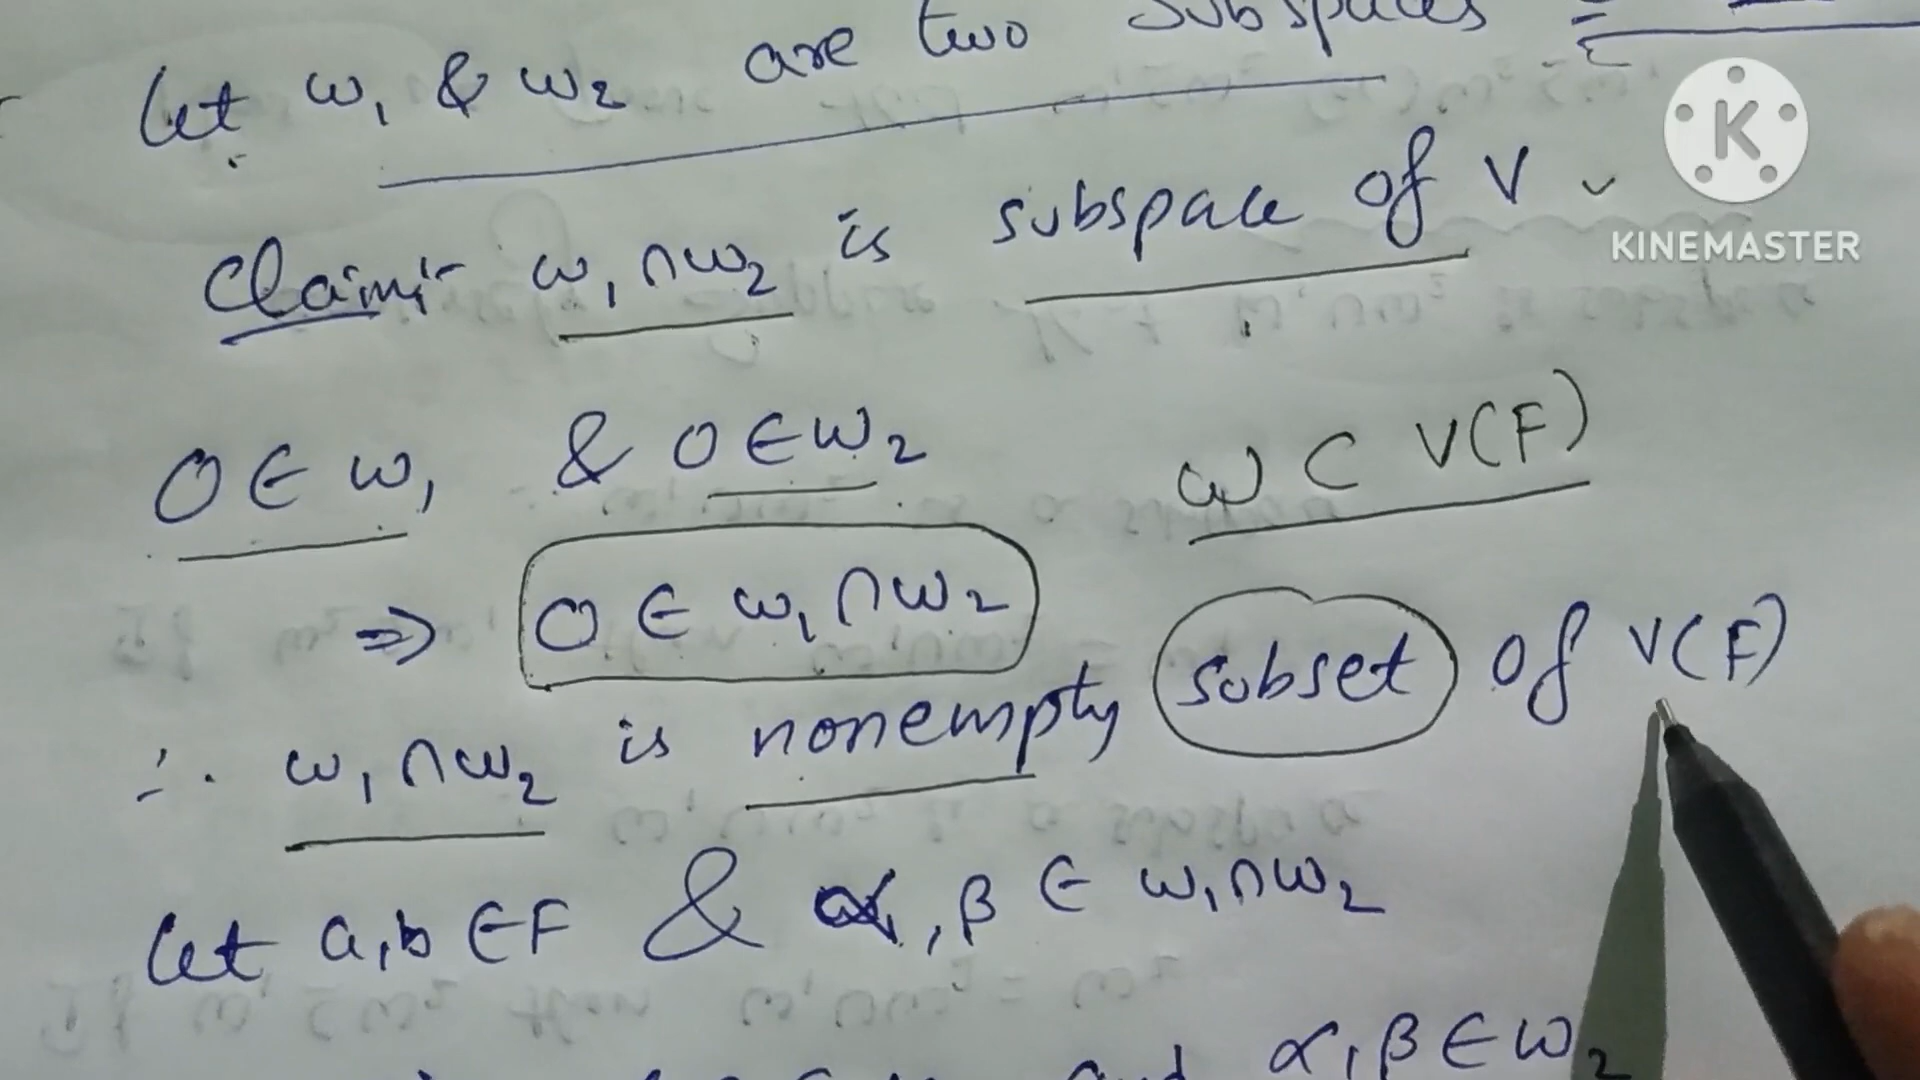 Let ω₁ & ω₂ are two subspaces
K
KINEMASTER
Claim:- ω₁∩ω₂ is subspace of V
0 ∈ ω₁ & 0 ∈ ω₂
ω ⊂ V(F)
⇒ 0 ∈ ω₁∩ω₂
∴ ω₁∩ω₂ is nonempty subset of V(F)
let a,b ∈ F & α,β ∈ ω₁∩ω₂
and α,β ∈ ω₂